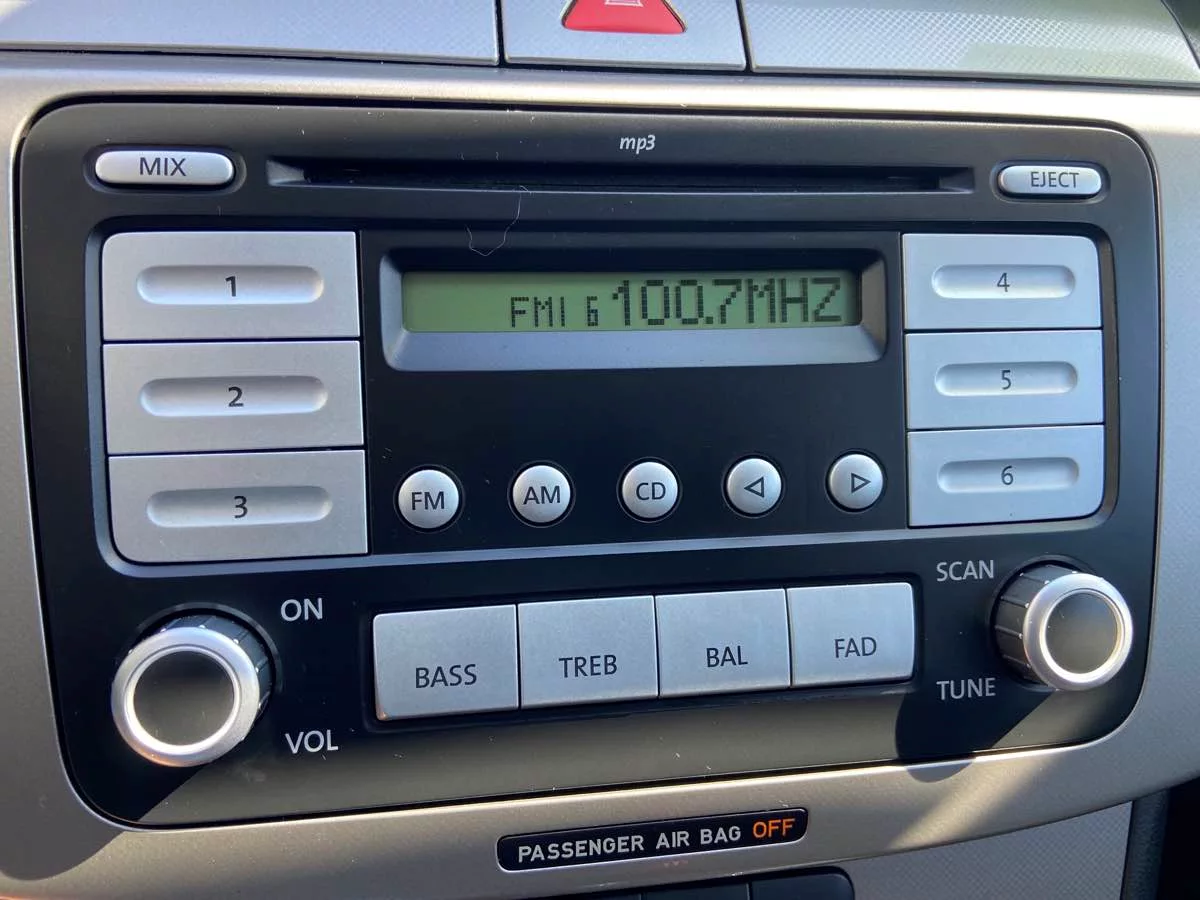 mp3
MIX
EJECT
1
4
FM1 6 100.7MHZ
2
5
3
6
FM
AM
CD
ON
SCAN
BASS
TREB
BAL
FAD
VOL
TUNE
PASSENGER AIR BAG OFF